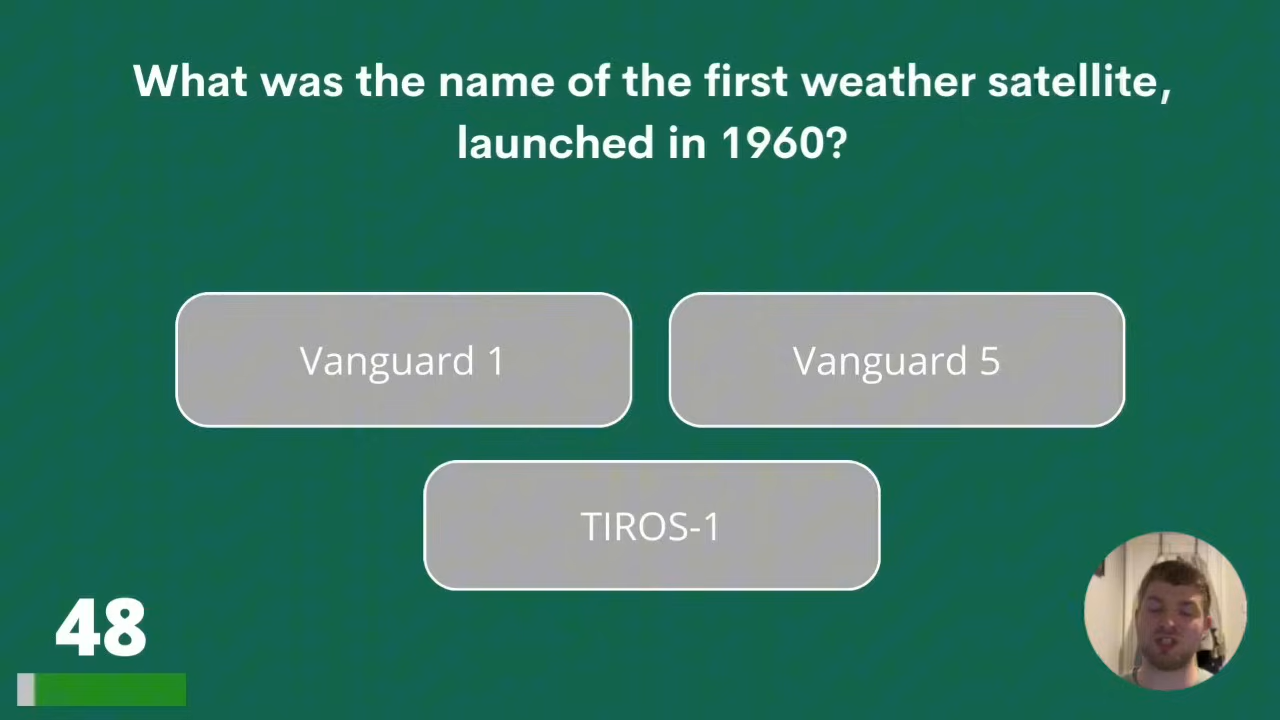 What was the name of the first weather satellite,
launched in 1960?
Vanguard 1
Vanguard 5
TIROS-1
48